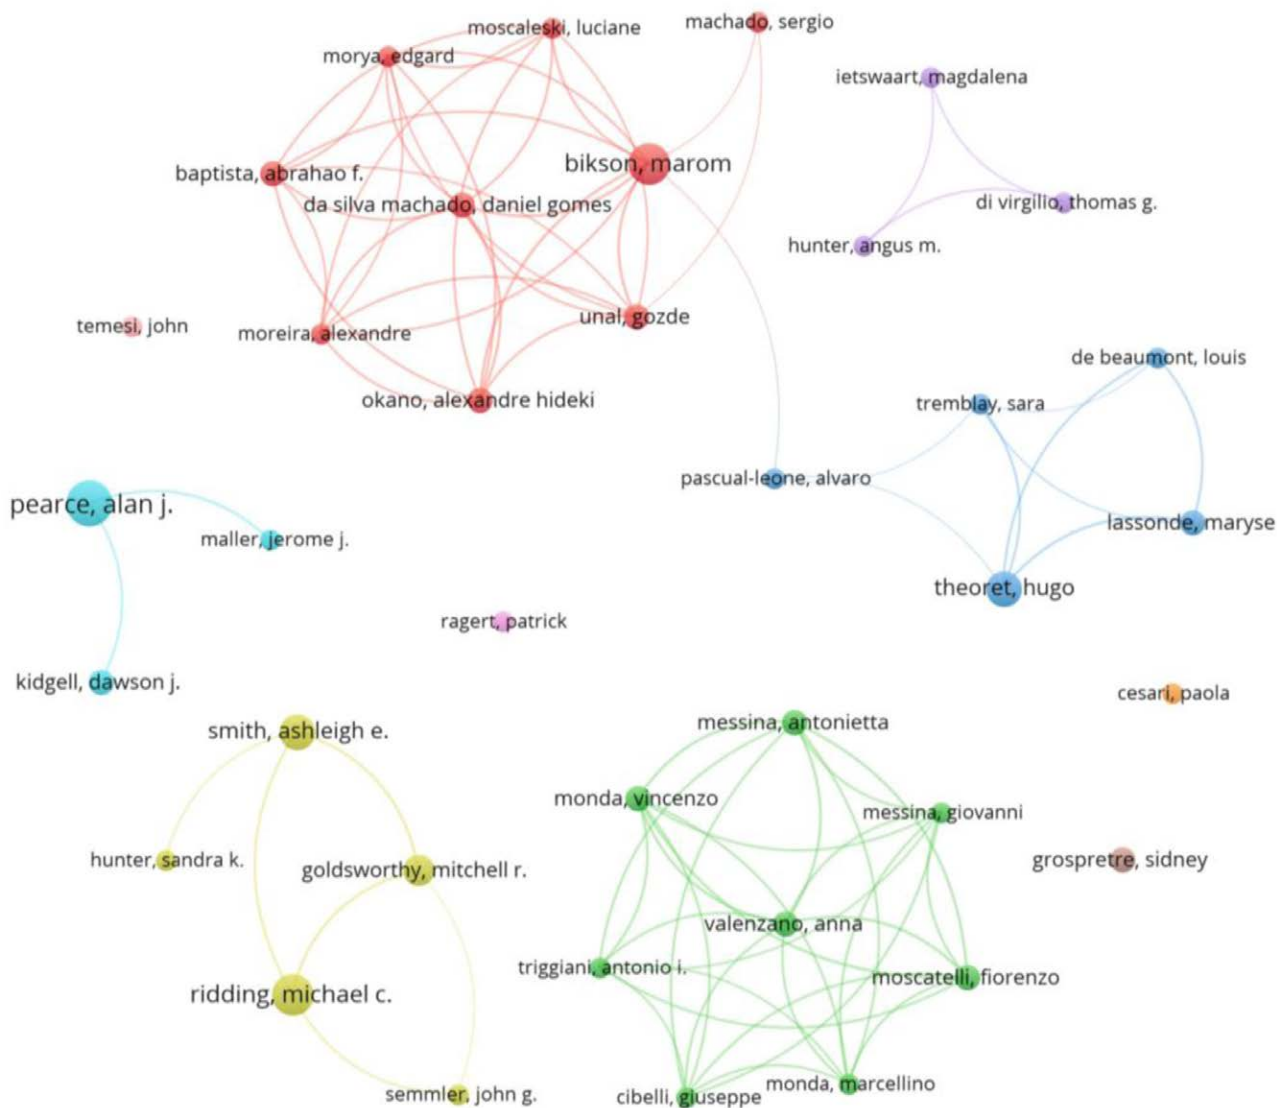 machado, sergio
moscaleski, luciane
morya, edgard
ietswaart, magdalena
bikson, marom
baptista, abrahao f.
da silva machado, daniel gomes
di virgilio, thomas g.
hunter, angus m.
unal, gozde
temesi, john
moreira, alexandre
de beaumont, louis
okano, alexandre hideki
tremblay, sara
pascual-leone, alvaro
pearce, alan j.
lassonde, maryse
maller, jerome j.
theoret, hugo
ragert, patrick
kidgell, dawson j.
cesari, paola
messina, antonietta
smith, ashleigh e.
monda, vincenzo
messina, giovanni
hunter, sandra k.
grospretre, sidney
goldsworthy, mitchell r.
valenzano, anna
triggiani, antonio i.
moscatelli, fiorenzo
ridding, michael c.
monda, marcellino
semmler, john g.
cibelli, giuseppe